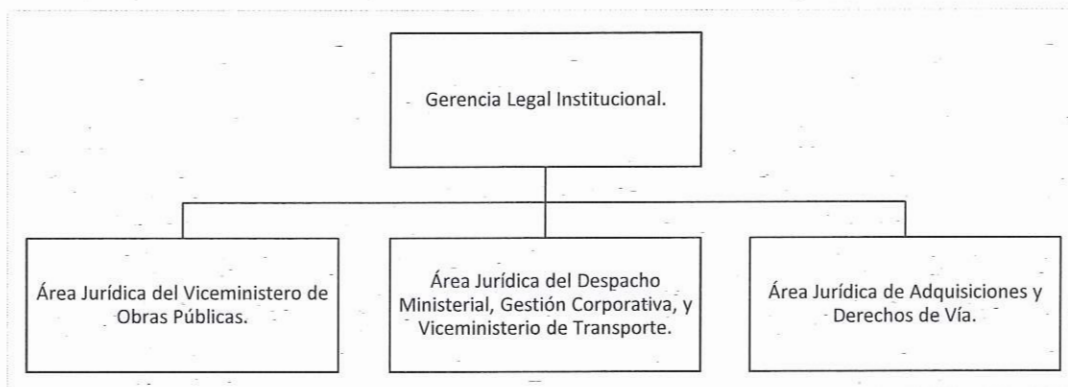 Gerencia Legal Institucional.
Área Jurídica del Viceministero de
Obras Públicas.
Área Jurídica del Despacho
Ministerial, Gestión Corporativa, y
Viceministerio de Transporte.
Área Jurídica de Adquisiciones y
Derechos de Vía.